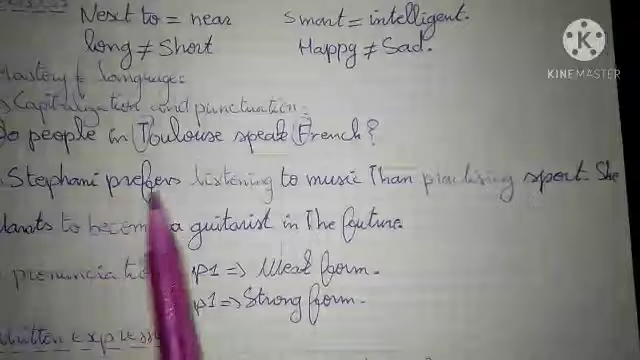 Next to = near Smart = intelligent.
long ≠ Short Happy ≠ Sad.
Mastery of language:
Capitalization and punctuation:
Do people in Toulouse speak French?
Stephani prefers listening to music Than practising sport. She
wants to become a guitarist in The future.
pronunciation p1 => Weak form.
p1 => Strong form.
written expression
KINEMASTER